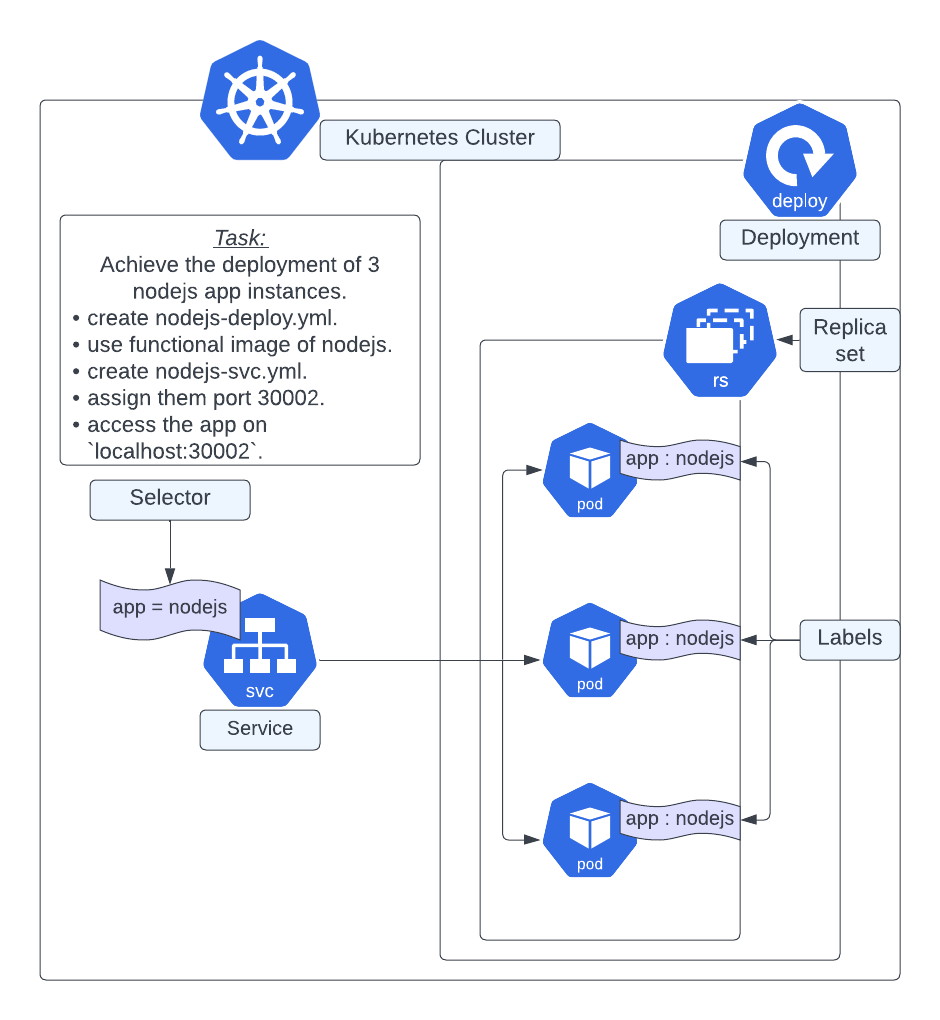 Kubernetes Cluster
deploy
Deployment
Task:
Achieve the deployment of 3
nodejs app instances.
• create nodejs-deploy.yml.
• use functional image of nodejs.
• create nodejs-svc.yml.
• assign them port 30002.
• access the app on
`localhost:30002`.
Replica
set
rs
app : nodejs
pod
Selector
app = nodejs
svc
Service
app : nodejs
pod
Labels
app : nodejs
pod